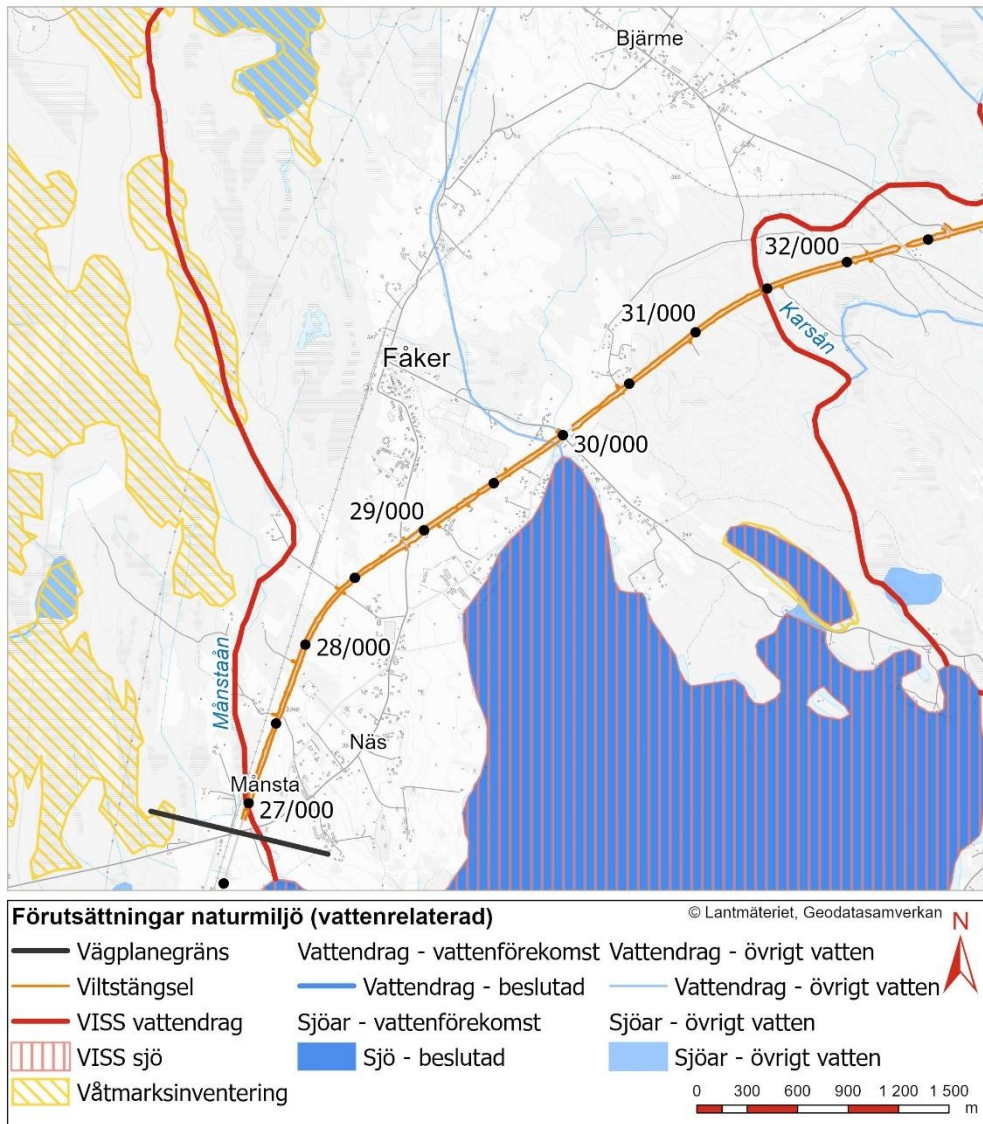 Bjärme
32/000
31/000
Karsån
Fåker
30/000
29/000
28/000
Månstaån
Näs
Månsta
27/000
Förutsättningar naturmiljö (vattenrelaterad)
© Lantmäteriet, Geodatasamverkan
N
Vägplanegräns
Viltstängsel
VISS vattendrag
VISS sjö
Våtmarksinventering
Vattendrag - vattenförekomst
Vattendrag - beslutad
Sjöar - vattenförekomst
Sjö - beslutad
Vattendrag - övrigt vatten
Vattendrag - övrigt vatten
Sjöar - övrigt vatten
Sjöar - övrigt vatten
0 300 600 900 1 200 1 500
m